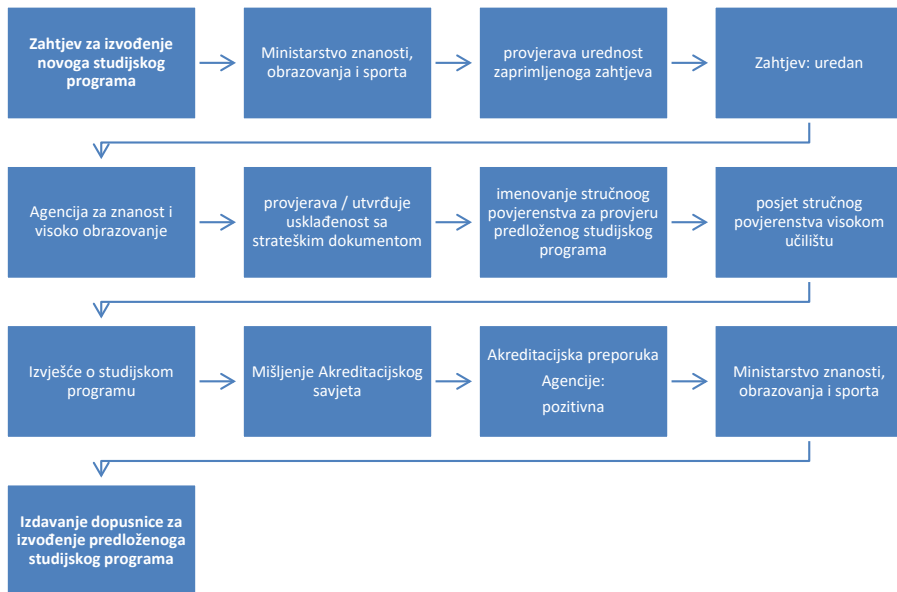 Zahtjev za izvođenje
novoga studijskog
programa
Ministarstvo znanosti,
obrazovanja i sporta
provjerava urednost
zaprimljenoga zahtjeva
Zahtjev: uredan
Agencija za znanost i
visoko obrazovanje
provjerava / utvrđuje
usklađenost sa
strateškim dokumentom
imenovanje stručnoog
povjerenstva za provjeru
predloženog studijskog
programa
posjet stručnog
povjerenstva visokom
učilištu
Izvješće o studijskom
programu
Mišljenje Akreditacijskog
savjeta
Akreditacijska preporuka
Agencije:
pozitivna
Ministarstvo znanosti,
obrazovanja i sporta
Izdavanje dopusnice za
izvođenje predloženoga
studijskog programa